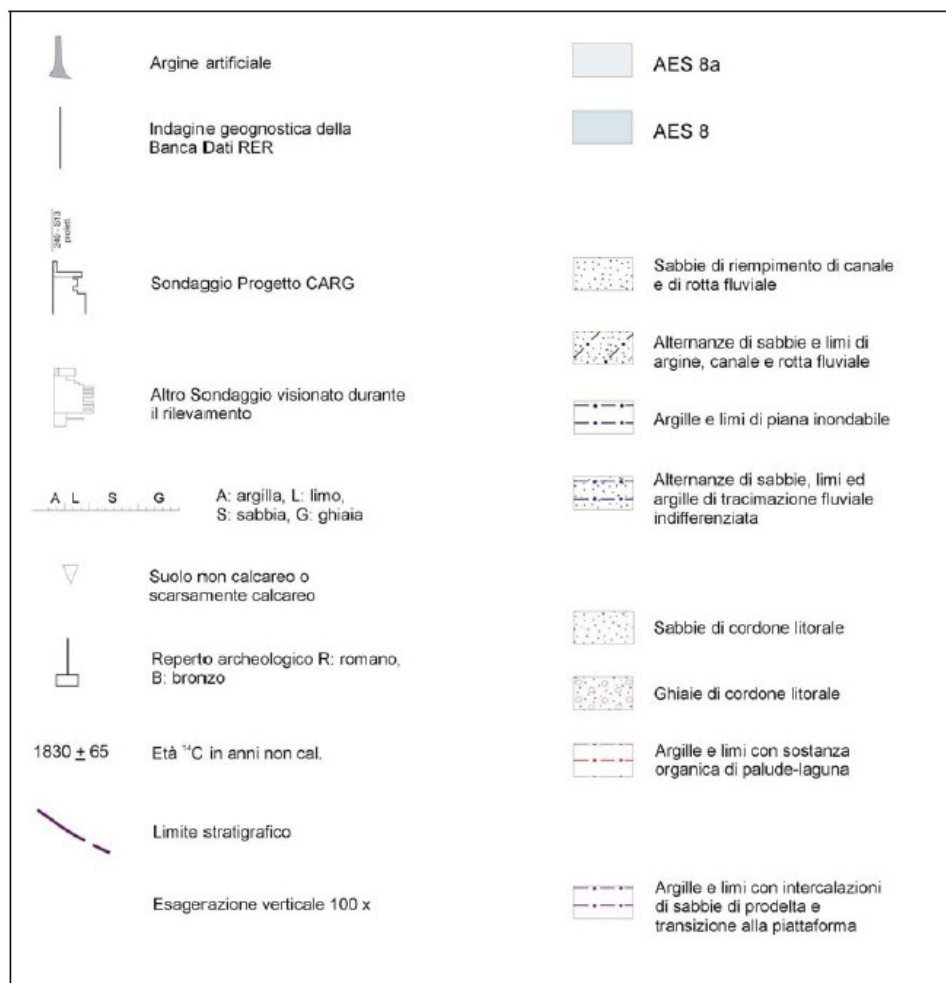 Argine artificiale
Indagine geognostica della
Banca Dati RER
240 - S13
proiett.
Sondaggio Progetto CARG
Altro Sondaggio visionato durante
il rilevamento
A L S G
A: argilla, L: limo,
S: sabbia, G: ghiaia
Suolo non calcareo o
scarsamente calcareo
Reperto archeologico R: romano,
B: bronzo
1830 ± 65
Età ¹⁴C in anni non cal.
Limite stratigrafico
Esagerazione verticale 100 x
AES 8a
AES 8
Sabbie di riempimento di canale
e di rotta fluviale
Alternanze di sabbie e limi di
argine, canale e rotta fluviale
Argille e limi di piana inondabile
Alternanze di sabbie, limi ed
argille di tracimazione fluviale
indifferenziata
Sabbie di cordone litorale
Ghiaie di cordone litorale
Argille e limi con sostanza
organica di palude-laguna
Argille e limi con intercalazioni
di sabbie di prodelta e
transizione alla piattaforma